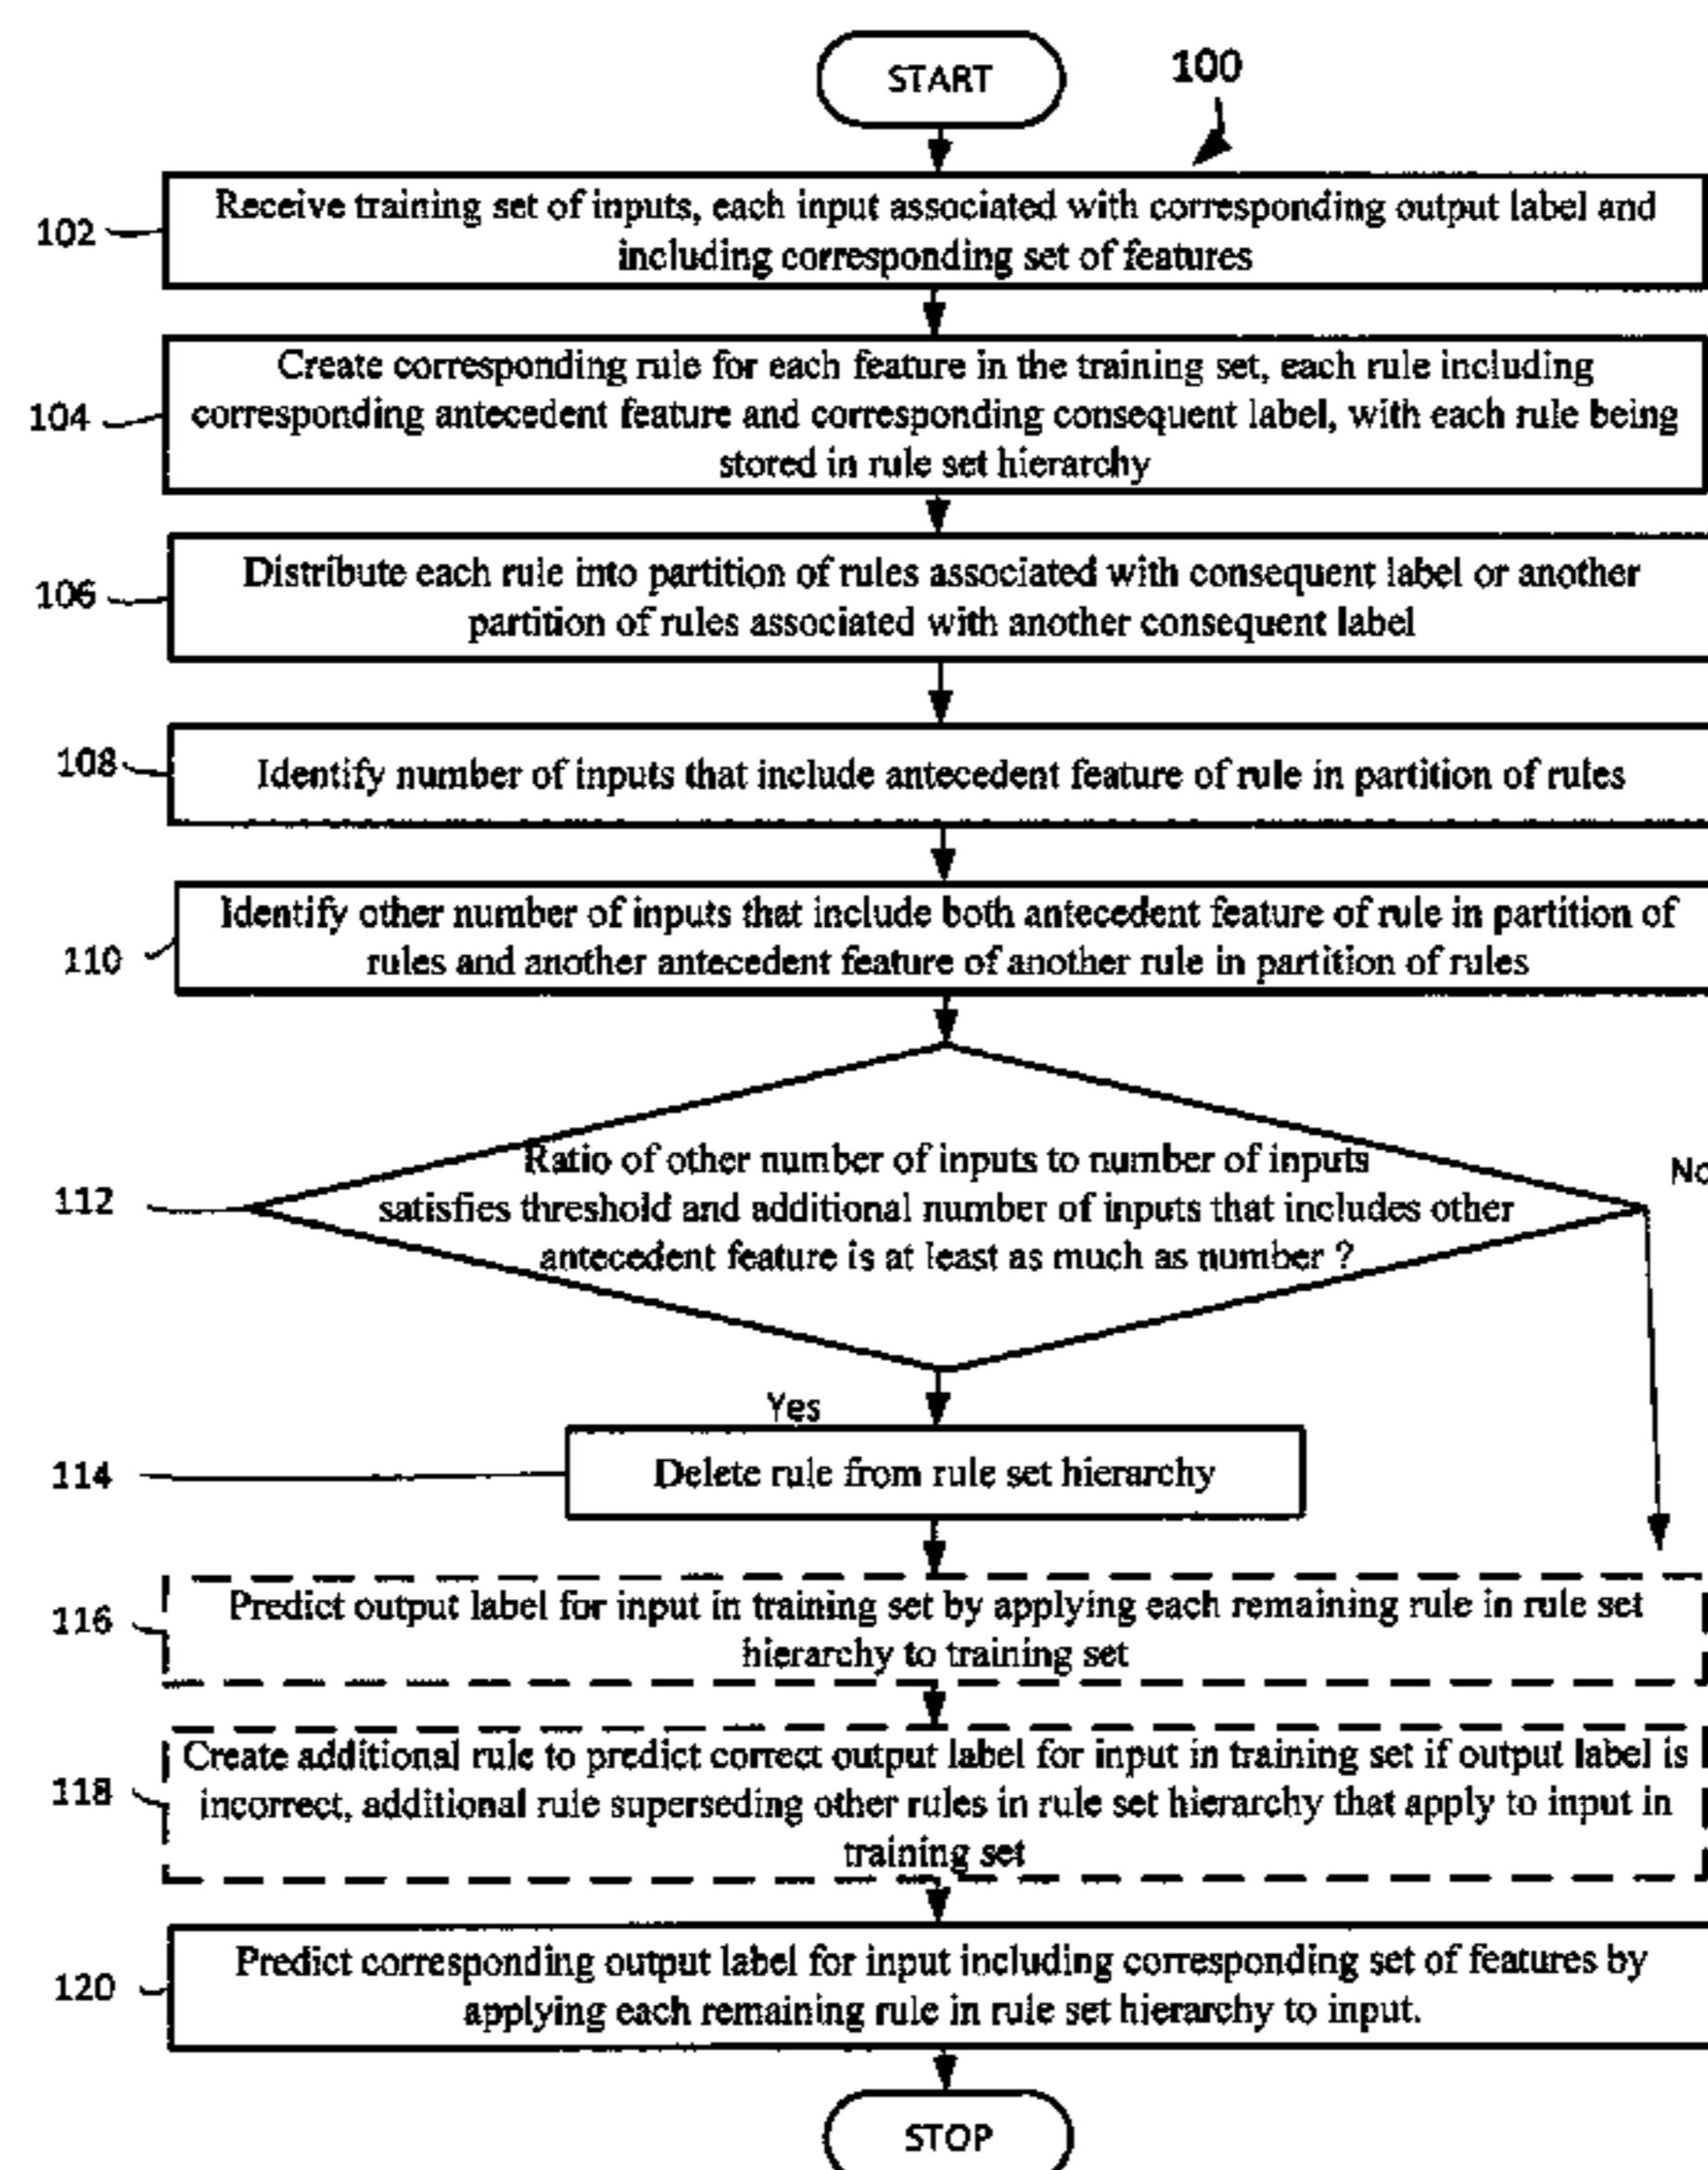 START
100
102
Receive training set of inputs, each input associated with corresponding output label and
including corresponding set of features
104
Create corresponding rule for each feature in the training set, each rule including
corresponding antecedent feature and corresponding consequent label, with each rule being
stored in rule set hierarchy
106
Distribute each rule into partition of rules associated with consequent label or another
partition of rules associated with another consequent label
108
Identify number of inputs that include antecedent feature of rule in partition of rules
110
Identify other number of inputs that include both antecedent feature of rule in partition of
rules and another antecedent feature of another rule in partition of rules
112
Ratio of other number of inputs to number of inputs
satisfies threshold and additional number of inputs that includes other
antecedent feature is at least as much as number ?
No
Yes
114
Delete rule from rule set hierarchy
116
Predict output label for input in training set by applying each remaining rule in rule set
hierarchy to training set
118
Create additional rule to predict correct output label for input in training set if output label is
incorrect, additional rule superseding other rules in rule set hierarchy that apply to input in
training set
120
Predict corresponding output label for input including corresponding set of features by
applying each remaining rule in rule set hierarchy to input.
STOP